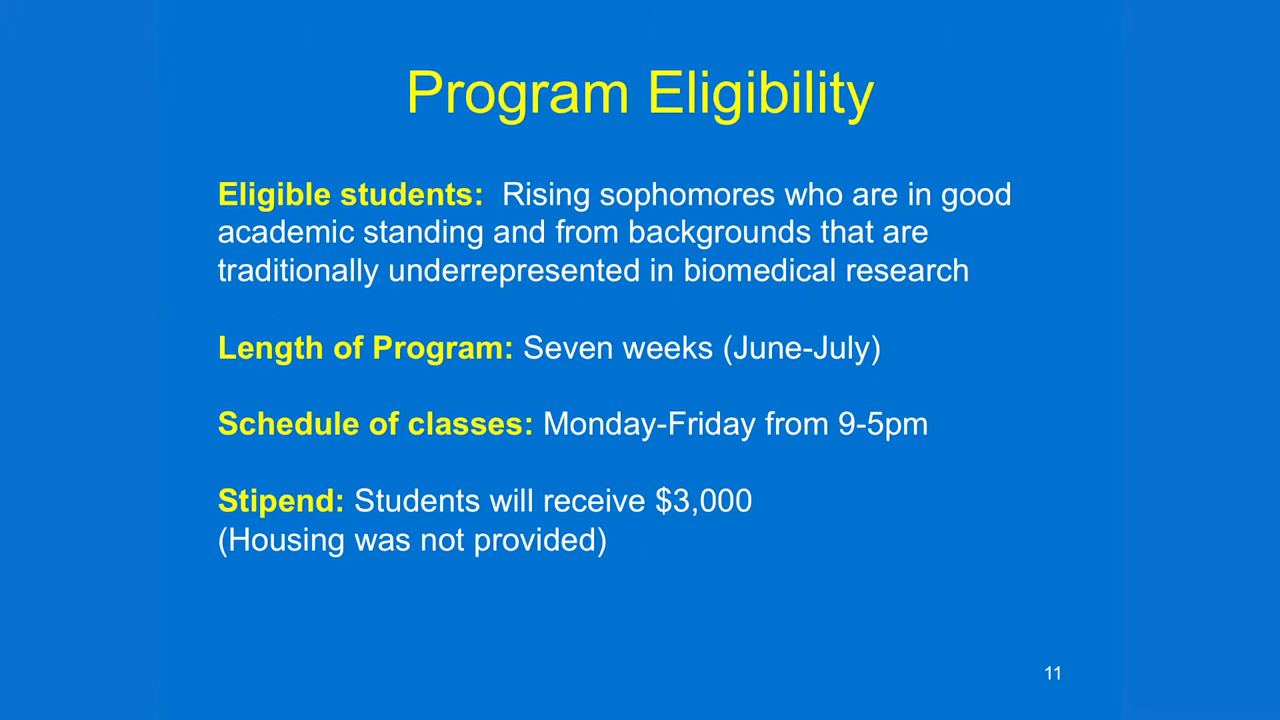 Program Eligibility
Eligible students:  Rising sophomores who are in good
academic standing and from backgrounds that are
traditionally underrepresented in biomedical research
Length of Program: Seven weeks (June-July)
Schedule of classes: Monday-Friday from 9-5pm
Stipend: Students will receive $3,000
(Housing was not provided)
11